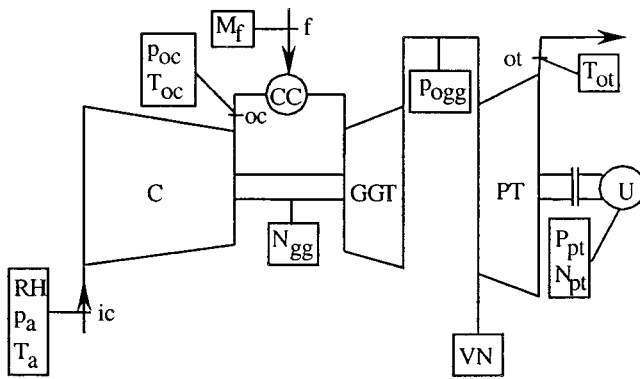 M_f
f
p_oc
T_oc
oc
CC
p_ogg
ot
T_ot
C
GGT
PT
U
N_gg
P_pt
N_pt
RH
p_a
T_a
ic
VN